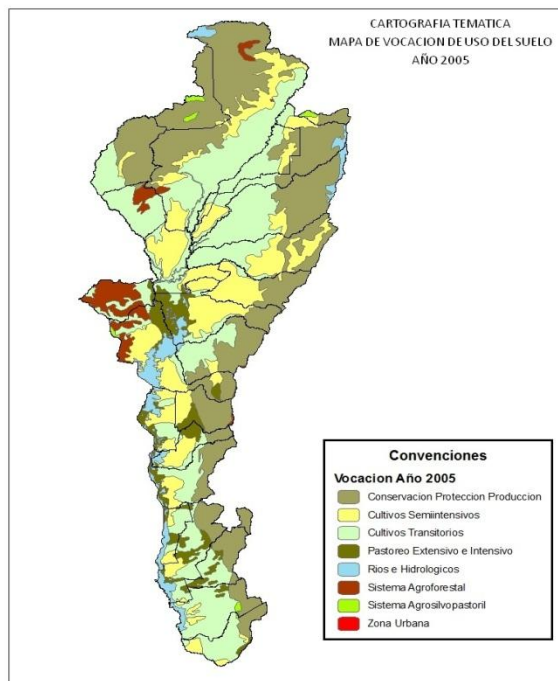 CARTOGRAFIA TEMATICA
MAPA DE VOCACION DE USO DEL SUELO
AÑO 2005
Convenciones
Vocacion Año 2005
Conservacion Proteccion Produccion
Cultivos Semiintensivos
Cultivos Transitorios
Pastoreo Extensivo e Intensivo
Rios e Hidrologicos
Sistema Agroforestal
Sistema Agrosilvopastoril
Zona Urbana